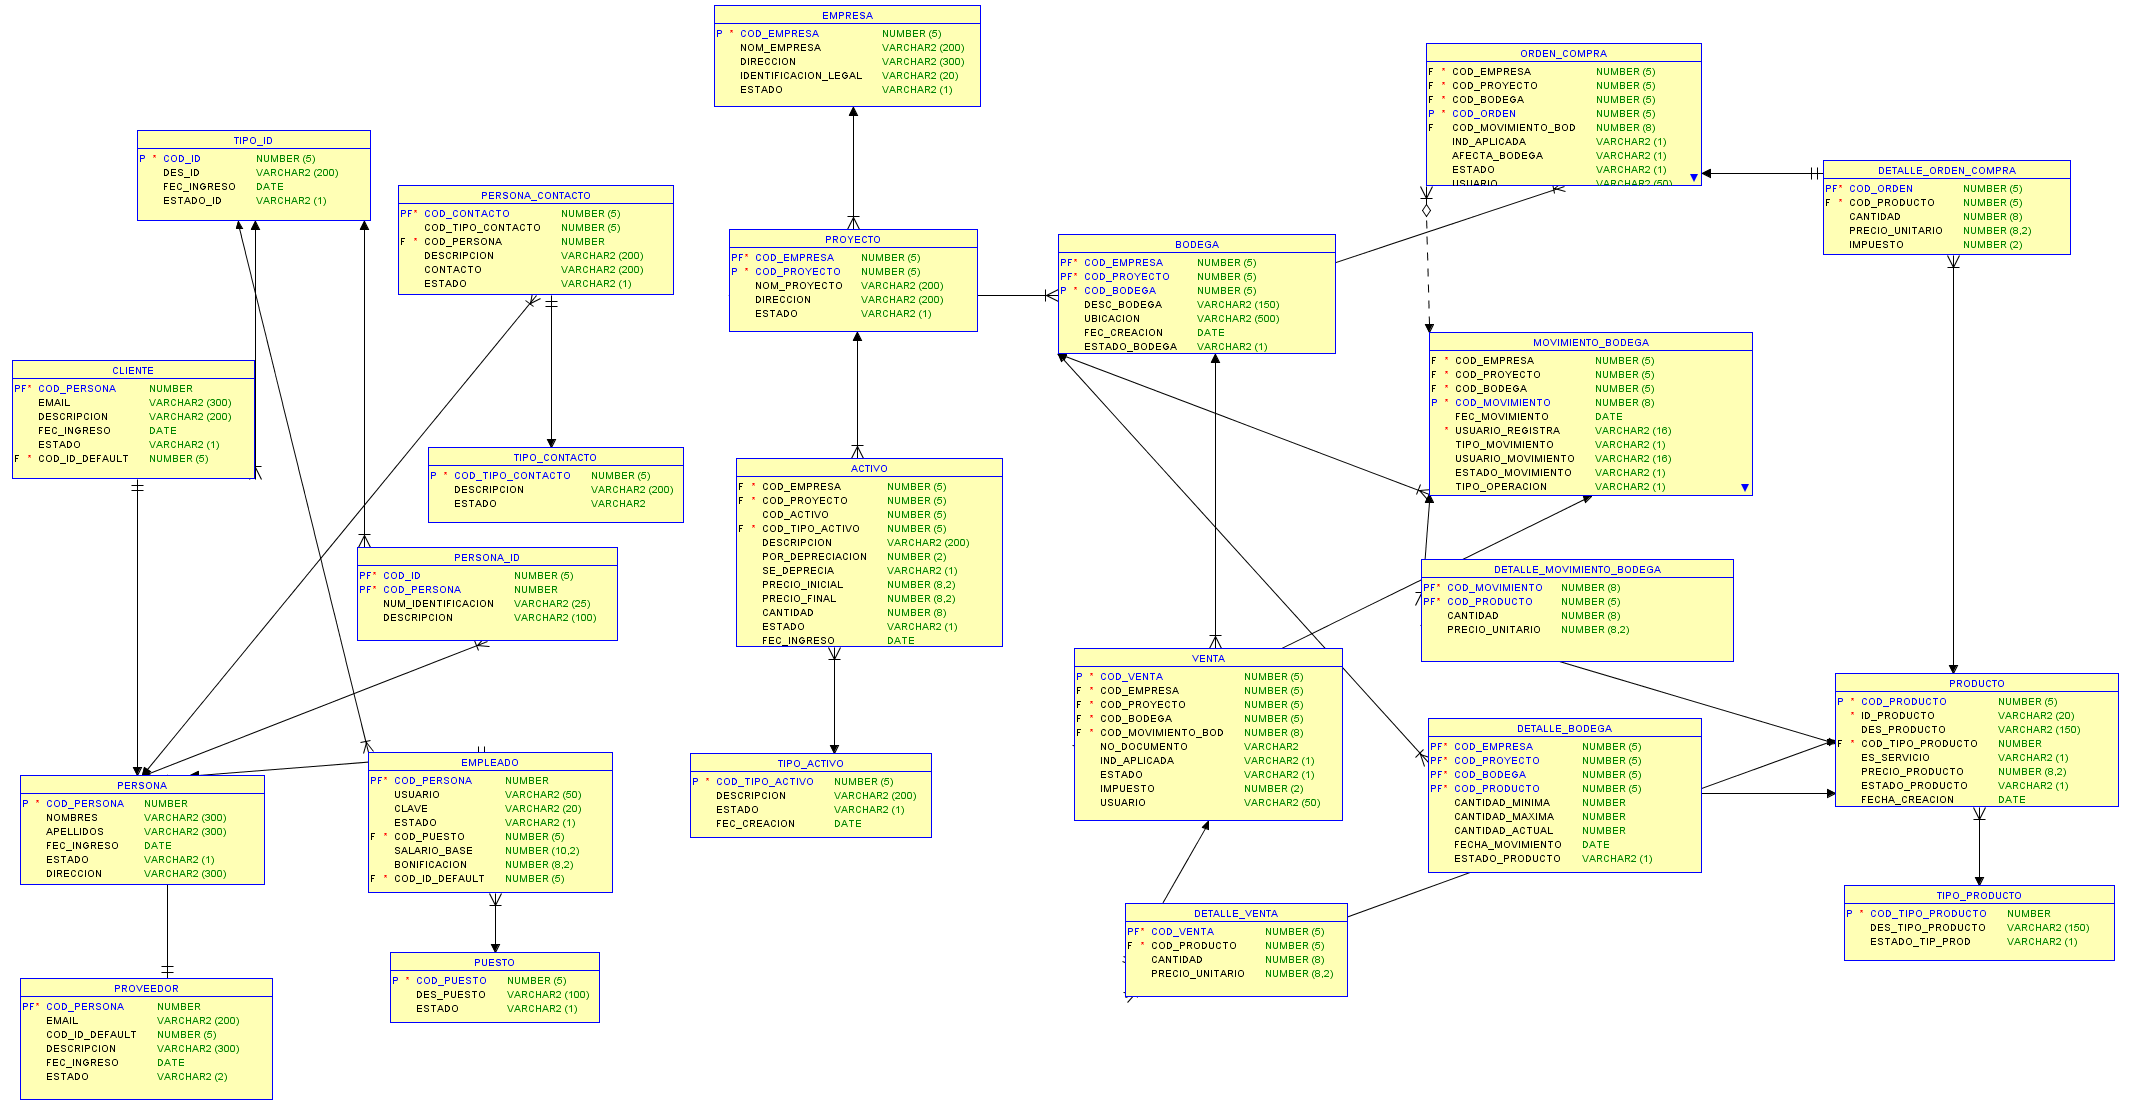 EMPRESA
P * COD_EMPRESA NUMBER (5)
NOM_EMPRESA VARCHAR2 (200)
DIRECCION VARCHAR2 (300)
IDENTIFICACION_LEGAL VARCHAR2 (20)
ESTADO VARCHAR2 (1)
ORDEN_COMPRA
F * COD_EMPRESA NUMBER (5)
F * COD_PROYECTO NUMBER (5)
F * COD_BODEGA NUMBER (5)
P * COD_ORDEN NUMBER (5)
F COD_MOVIMIENTO_BOD NUMBER (8)
IND_APLICADA VARCHAR2 (1)
AFECTA_BODEGA VARCHAR2 (1)
ESTADO VARCHAR2 (1)
USUARIO VARCHAR2 (50)
TIPO_ID
P * COD_ID NUMBER (5)
DES_ID VARCHAR2 (200)
FEC_INGRESO DATE
ESTADO_ID VARCHAR2 (1)
DETALLE_ORDEN_COMPRA
PF* COD_ORDEN NUMBER (5)
F * COD_PRODUCTO NUMBER (5)
CANTIDAD NUMBER (8)
PRECIO_UNITARIO NUMBER (8,2)
IMPUESTO NUMBER (2)
PERSONA_CONTACTO
PF* COD_CONTACTO NUMBER (5)
COD_TIPO_CONTACTO NUMBER (5)
F * COD_PERSONA NUMBER
DESCRIPCION VARCHAR2 (200)
CONTACTO VARCHAR2 (200)
ESTADO VARCHAR2 (1)
PROYECTO
PF* COD_EMPRESA NUMBER (5)
P * COD_PROYECTO NUMBER (5)
NOM_PROYECTO VARCHAR2 (200)
DIRECCION VARCHAR2 (200)
ESTADO VARCHAR2 (1)
BODEGA
PF* COD_EMPRESA NUMBER (5)
PF* COD_PROYECTO NUMBER (5)
P * COD_BODEGA NUMBER (5)
DESC_BODEGA VARCHAR2 (150)
UBICACION VARCHAR2 (500)
FEC_CREACION DATE
ESTADO_BODEGA VARCHAR2 (1)
MOVIMIENTO_BODEGA
F * COD_EMPRESA NUMBER (5)
F * COD_PROYECTO NUMBER (5)
F * COD_BODEGA NUMBER (5)
P * COD_MOVIMIENTO NUMBER (8)
FEC_MOVIMIENTO DATE
* USUARIO_REGISTRA VARCHAR2 (16)
TIPO_MOVIMIENTO VARCHAR2 (1)
USUARIO_MOVIMIENTO VARCHAR2 (16)
ESTADO_MOVIMIENTO VARCHAR2 (1)
TIPO_OPERACION VARCHAR2 (1)
CLIENTE
PF* COD_PERSONA NUMBER
EMAIL VARCHAR2 (300)
DESCRIPCION VARCHAR2 (200)
FEC_INGRESO DATE
ESTADO VARCHAR2 (1)
F * COD_ID_DEFAULT NUMBER (5)
TIPO_CONTACTO
P * COD_TIPO_CONTACTO NUMBER (5)
DESCRIPCION VARCHAR2 (200)
ESTADO VARCHAR2
ACTIVO
F * COD_EMPRESA NUMBER (5)
F * COD_PROYECTO NUMBER (5)
COD_ACTIVO NUMBER (5)
F * COD_TIPO_ACTIVO NUMBER (5)
DESCRIPCION VARCHAR2 (200)
POR_DEPRECIACION NUMBER (2)
SE_DEPRECIA VARCHAR2 (1)
PRECIO_INICIAL NUMBER (8,2)
PRECIO_FINAL NUMBER (8,2)
CANTIDAD NUMBER (8)
ESTADO VARCHAR2 (1)
FEC_INGRESO DATE
PERSONA_ID
PF* COD_ID NUMBER (5)
PF* COD_PERSONA NUMBER
NUM_IDENTIFICACION VARCHAR2 (25)
DESCRIPCION VARCHAR2 (100)
DETALLE_MOVIMIENTO_BODEGA
PF* COD_MOVIMIENTO NUMBER (8)
PF* COD_PRODUCTO NUMBER (5)
CANTIDAD NUMBER (8)
PRECIO_UNITARIO NUMBER (8,2)
VENTA
P * COD_VENTA NUMBER (5)
F * COD_EMPRESA NUMBER (5)
F * COD_PROYECTO NUMBER (5)
F * COD_BODEGA NUMBER (5)
F * COD_MOVIMIENTO_BOD NUMBER (8)
NO_DOCUMENTO VARCHAR2
IND_APLICADA VARCHAR2 (1)
ESTADO VARCHAR2 (1)
IMPUESTO NUMBER (2)
USUARIO VARCHAR2 (50)
PRODUCTO
P * COD_PRODUCTO NUMBER (5)
* ID_PRODUCTO VARCHAR2 (20)
DES_PRODUCTO VARCHAR2 (150)
F * COD_TIPO_PRODUCTO NUMBER
ES_SERVICIO VARCHAR2 (1)
PRECIO_PRODUCTO NUMBER (8,2)
ESTADO_PRODUCTO VARCHAR2 (1)
FECHA_CREACION DATE
DETALLE_BODEGA
PF* COD_EMPRESA NUMBER (5)
PF* COD_PROYECTO NUMBER (5)
PF* COD_BODEGA NUMBER (5)
PF* COD_PRODUCTO NUMBER (5)
CANTIDAD_MINIMA NUMBER
CANTIDAD_MAXIMA NUMBER
CANTIDAD_ACTUAL NUMBER
FECHA_MOVIMIENTO DATE
ESTADO_PRODUCTO VARCHAR2 (1)
TIPO_ACTIVO
P * COD_TIPO_ACTIVO NUMBER (5)
DESCRIPCION VARCHAR2 (200)
ESTADO VARCHAR2 (1)
FEC_CREACION DATE
EMPLEADO
PF* COD_PERSONA NUMBER
USUARIO VARCHAR2 (50)
CLAVE VARCHAR2 (20)
ESTADO VARCHAR2 (1)
F * COD_PUESTO NUMBER (5)
SALARIO_BASE NUMBER (10,2)
BONIFICACION NUMBER (8,2)
F * COD_ID_DEFAULT NUMBER (5)
PERSONA
P * COD_PERSONA NUMBER
NOMBRES VARCHAR2 (300)
APELLIDOS VARCHAR2 (300)
FEC_INGRESO DATE
ESTADO VARCHAR2 (1)
DIRECCION VARCHAR2 (300)
TIPO_PRODUCTO
P * COD_TIPO_PRODUCTO NUMBER
DES_TIPO_PRODUCTO VARCHAR2 (150)
ESTADO_TIP_PROD VARCHAR2 (1)
DETALLE_VENTA
PF* COD_VENTA NUMBER (5)
F * COD_PRODUCTO NUMBER (5)
CANTIDAD NUMBER (8)
PRECIO_UNITARIO NUMBER (8,2)
PUESTO
P * COD_PUESTO NUMBER (5)
DES_PUESTO VARCHAR2 (100)
ESTADO VARCHAR2 (1)
PROVEEDOR
PF* COD_PERSONA NUMBER
EMAIL VARCHAR2 (200)
COD_ID_DEFAULT NUMBER (5)
DESCRIPCION VARCHAR2 (300)
FEC_INGRESO DATE
ESTADO VARCHAR2 (2)